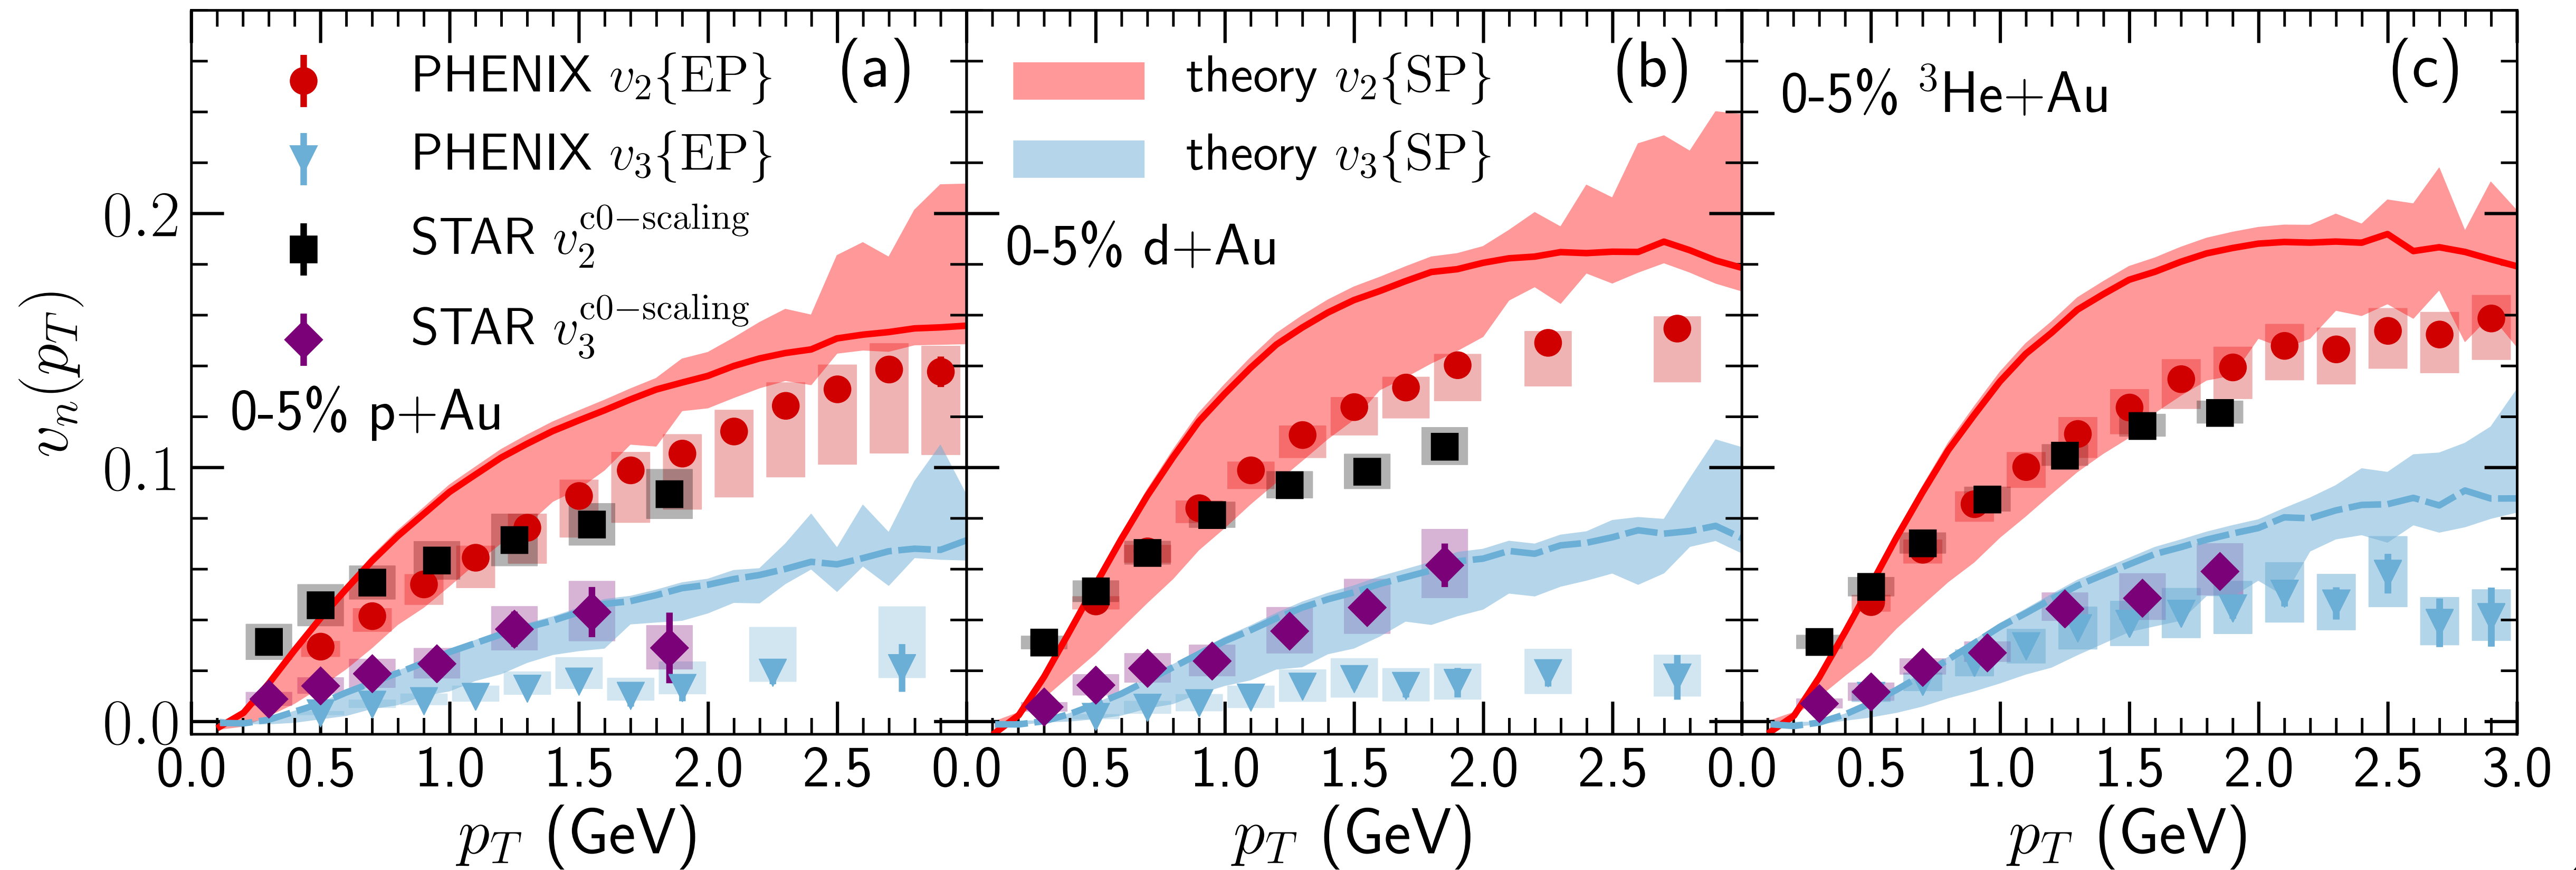 (a)
PHENIX v₂{EP}
PHENIX v₃{EP}
STAR v₂^{c0−scaling}
STAR v₃^{c0−scaling}
0-5% p+Au
(b)
theory v₂{SP}
theory v₃{SP}
0-5% d+Au
(c)
0-5% ³He+Au
vₙ(p_T)
0.2
0.1
0.0
0.0 0.5 1.0 1.5 2.0 2.5 0.0 0.5 1.0 1.5 2.0 2.5 0.0 0.5 1.0 1.5 2.0 2.5 3.0
p_T (GeV) p_T (GeV) p_T (GeV)